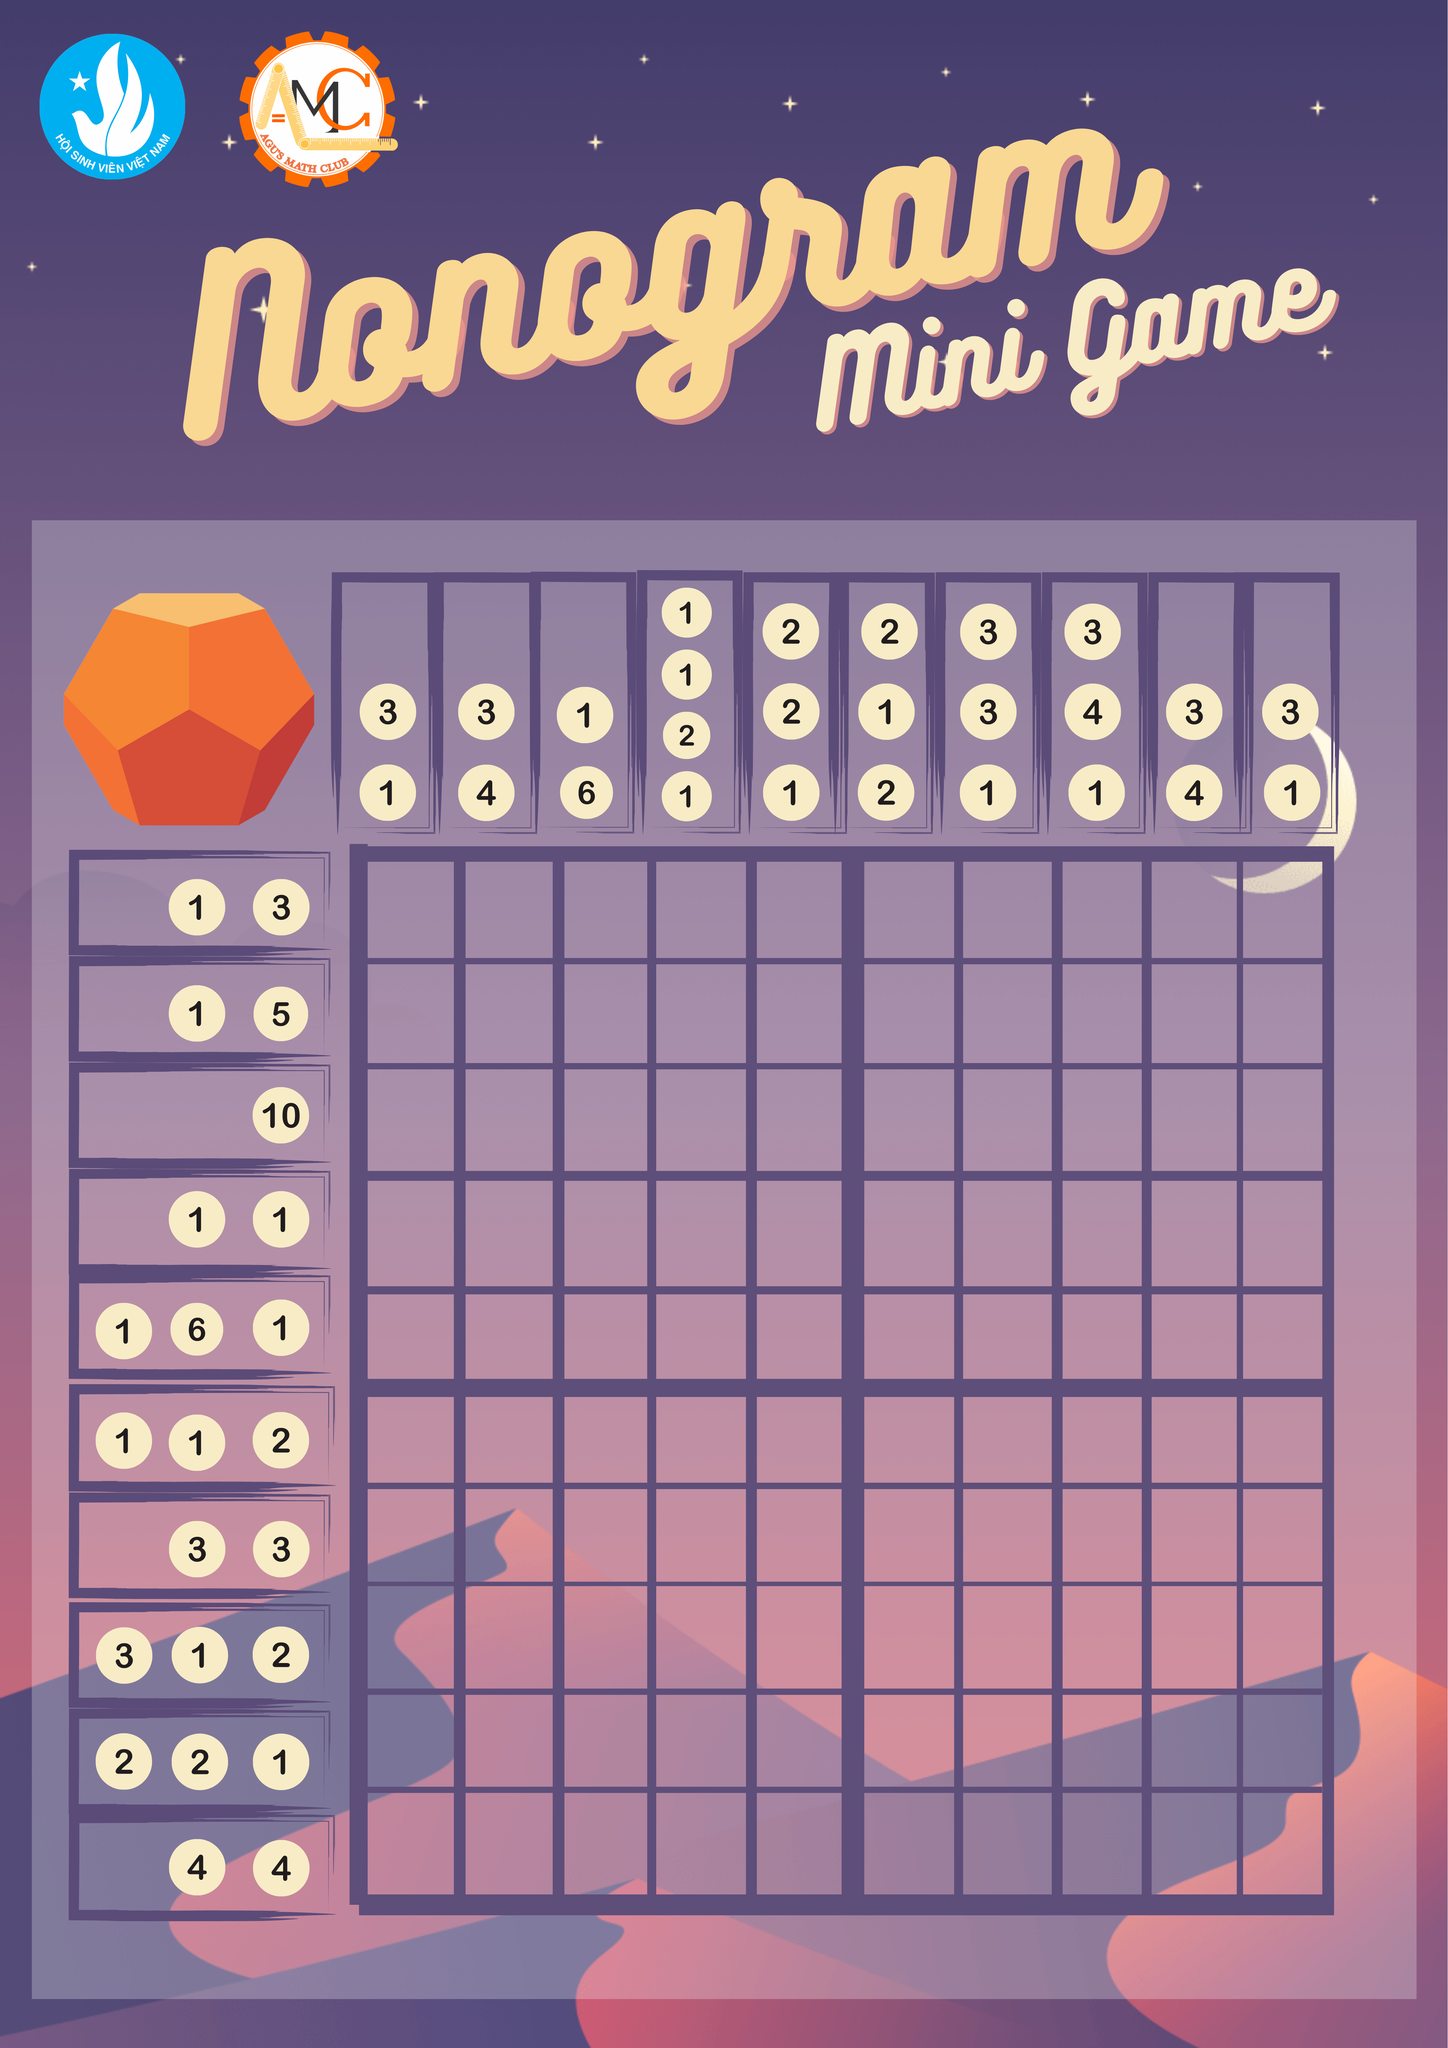 HỘI SINH VIÊN VIỆT NAM
AMC
AGU'S MATH CLUB
Nonogram
Mini Game
1
1 2 2 3 3
3 3 1 1 2 1 3 4 3 3
2
1 4 6 1 1 2 1 1 4 1
1 3
1 5
10
1 1
1 6 1
1 1 2
3 3
3 1 2
2 2 1
4 4